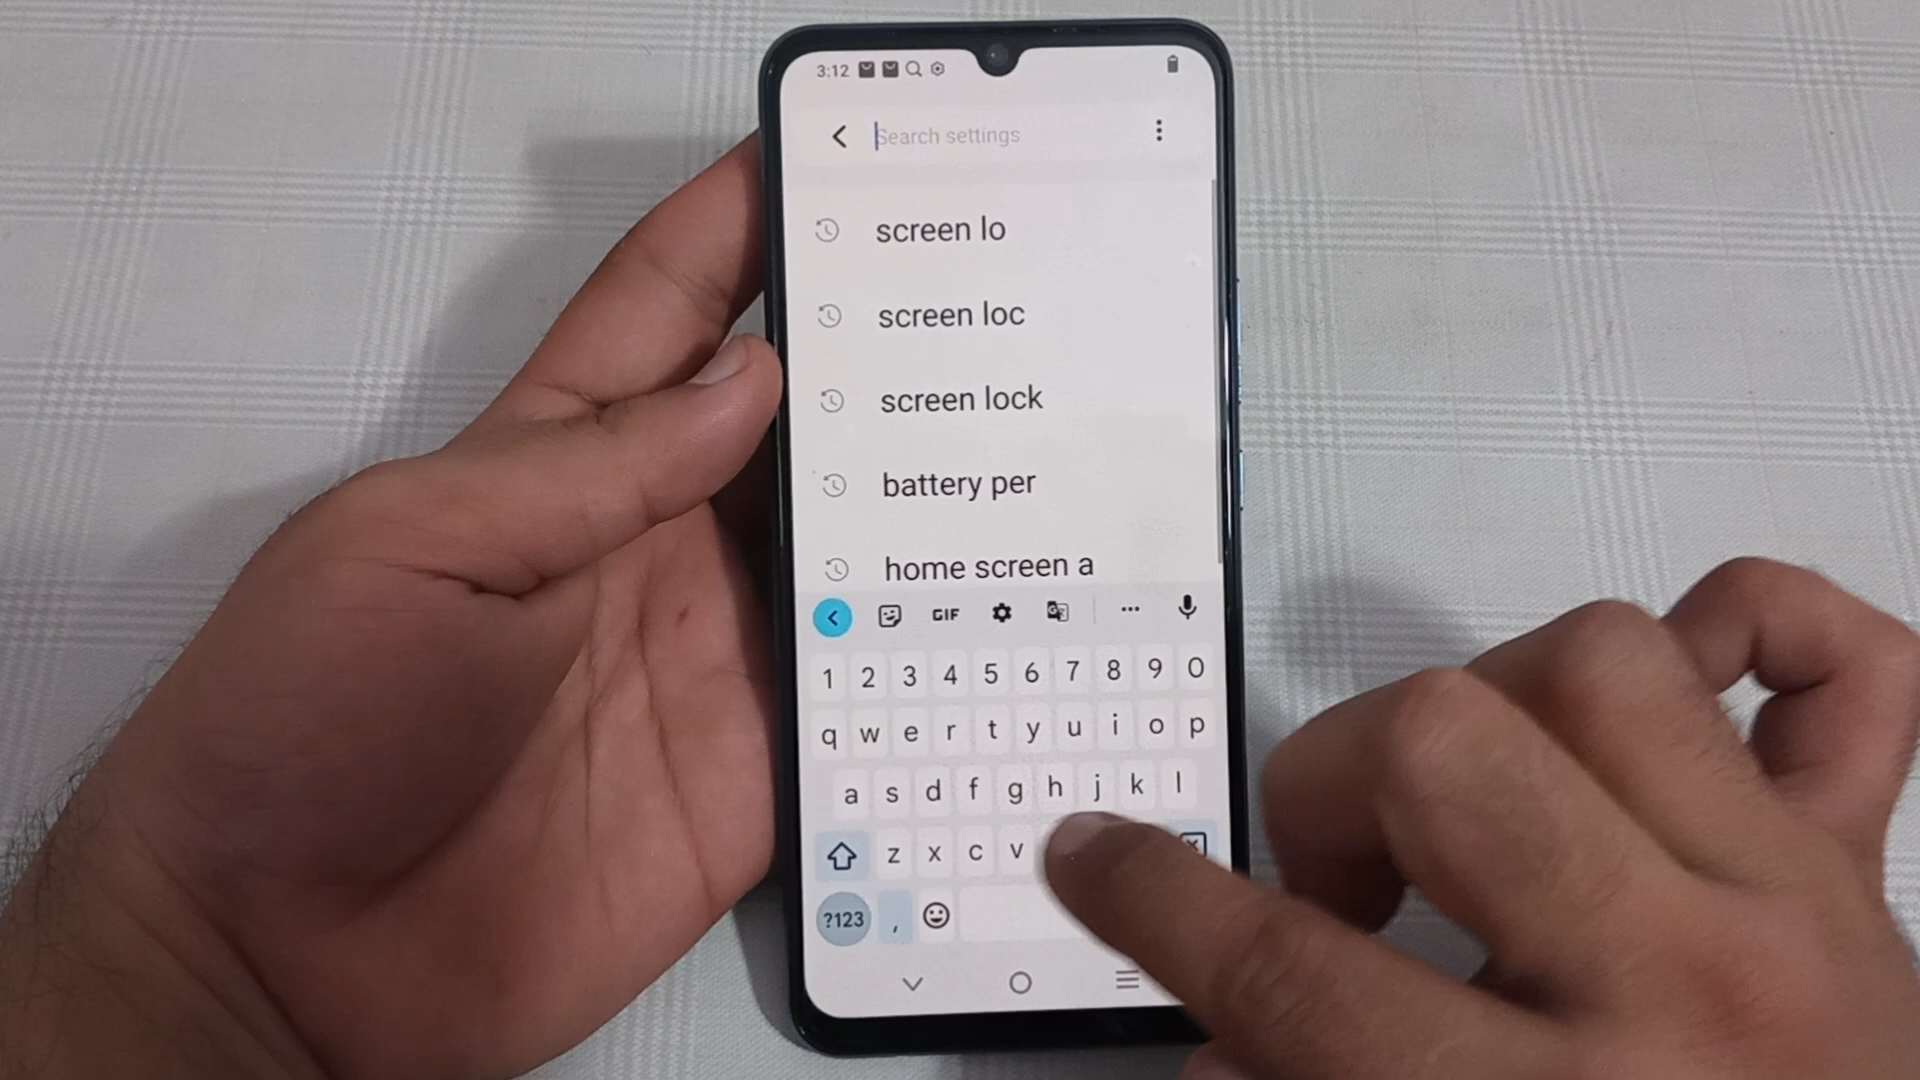 3:12
Search settings
screen lo
screen loc
screen lock
battery per
home screen a
GIF
1 2 3 4 5 6 7 8 9 0
q w e r t y u i o p
a s d f g h j k l
z x c v
?123 ,